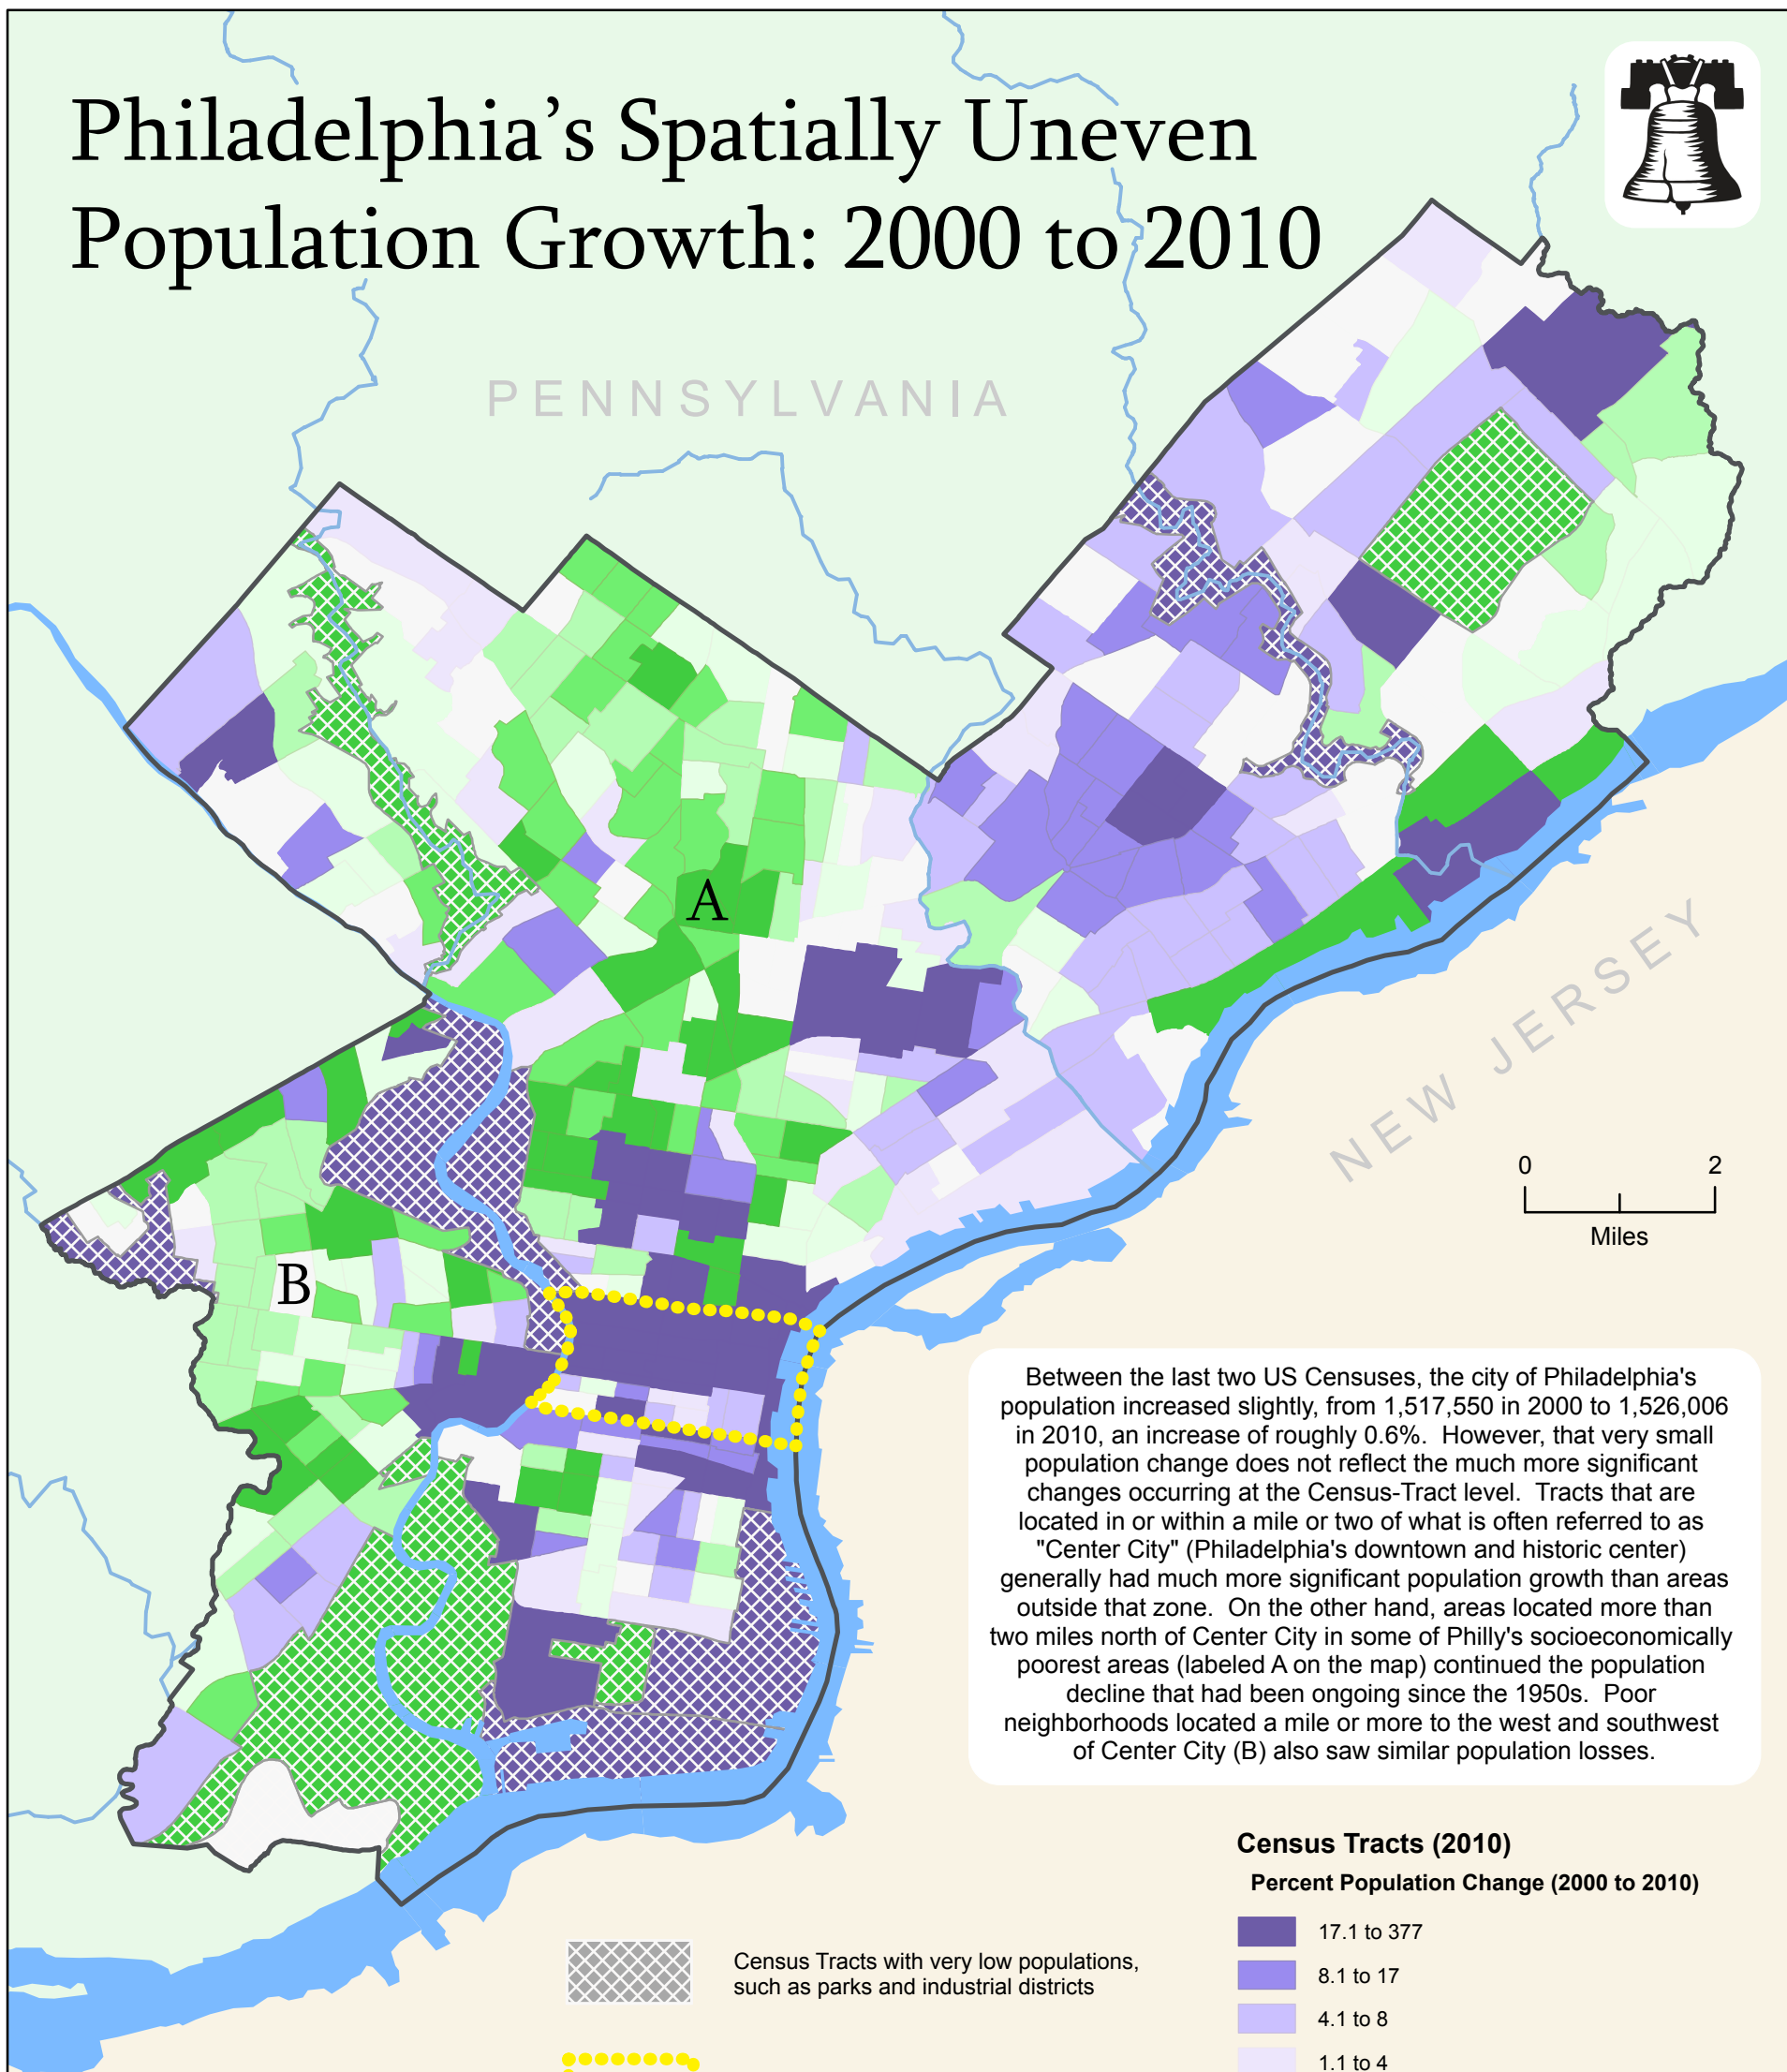 Philadelphia’s Spatially Uneven
Population Growth: 2000 to 2010
PENNSYLVANIA
A
NEW JERSEY
0 2
Miles
B
Between the last two US Censuses, the city of Philadelphia's
population increased slightly, from 1,517,550 in 2000 to 1,526,006
in 2010, an increase of roughly 0.6%. However, that very small
population change does not reflect the much more significant
changes occurring at the Census-Tract level. Tracts that are
located in or within a mile or two of what is often referred to as
"Center City" (Philadelphia's downtown and historic center)
generally had much more significant population growth than areas
outside that zone. On the other hand, areas located more than
two miles north of Center City in some of Philly's socioeconomically
poorest areas (labeled A on the map) continued the population
decline that had been ongoing since the 1950s. Poor
neighborhoods located a mile or more to the west and southwest
of Center City (B) also saw similar population losses.
Census Tracts (2010)
Percent Population Change (2000 to 2010)
17.1 to 377
8.1 to 17
4.1 to 8
1.1 to 4
Census Tracts with very low populations,
such as parks and industrial districts